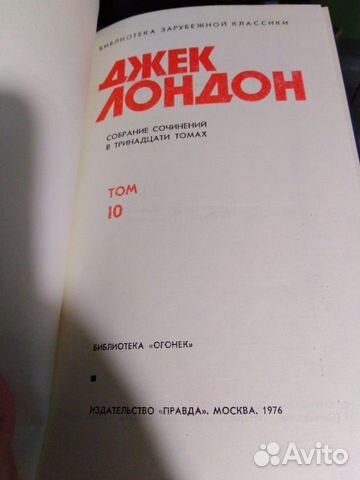 БИБЛИОТЕКА ЗАРУБЕЖНОЙ КЛАССИКИ
ДЖЕК
ЛОНДОН
СОБРАНИЕ СОЧИНЕНИЙ
В ТРИНАДЦАТИ ТОМАХ
ТОМ
10
БИБЛИОТЕКА «ОГОНЕК»
ИЗДАТЕЛЬСТВО «ПРАВДА». МОСКВА. 1976
Avito